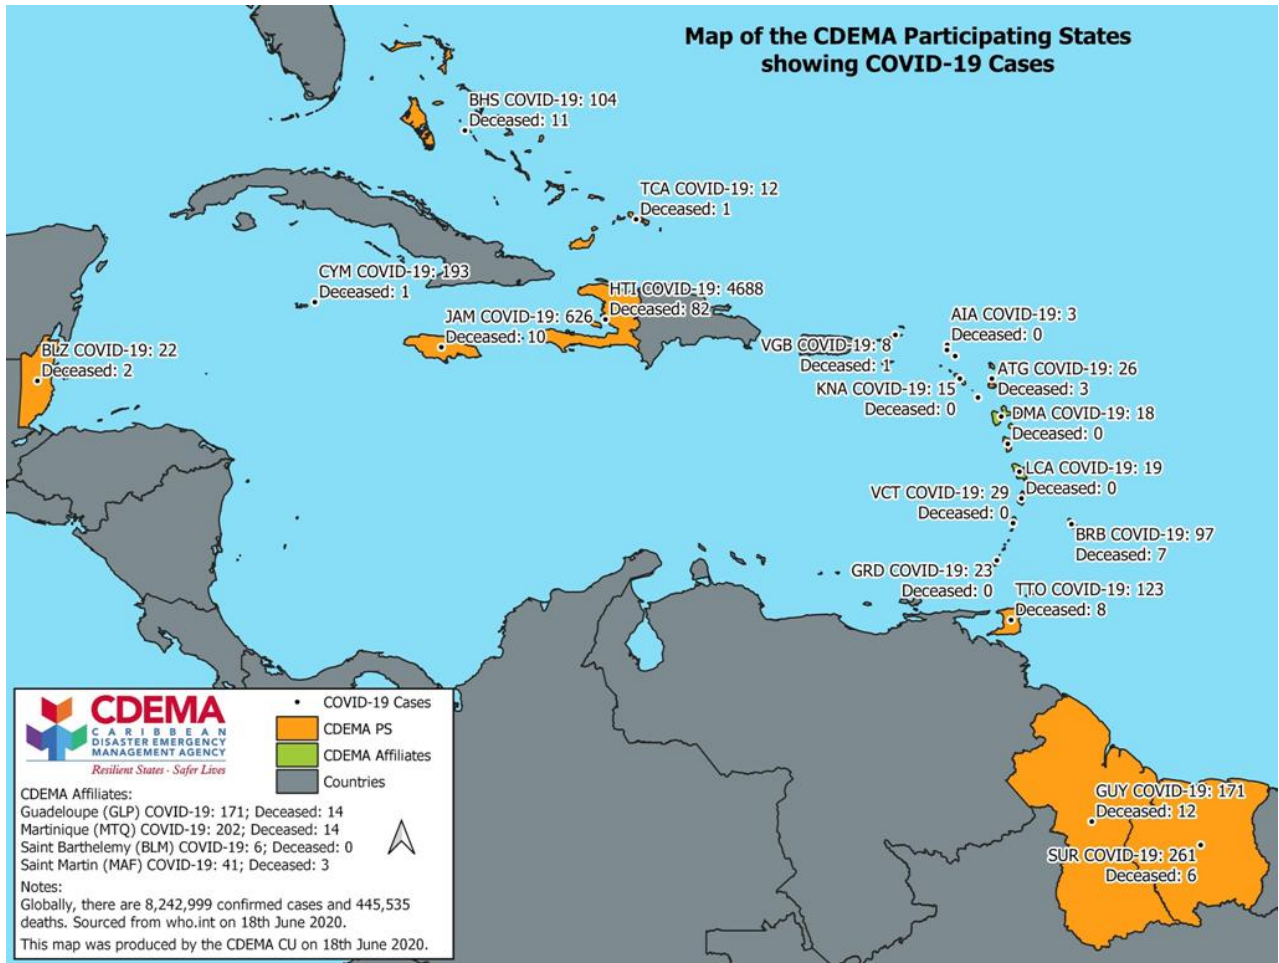 Map of the CDEMA Participating States
showing COVID-19 Cases
BHS COVID-19: 104
Deceased: 11
TCA COVID-19: 12
Deceased: 1
CYM COVID-19: 193
Deceased: 1
HTI COVID-19: 4688
Deceased: 82
JAM COVID-19: 626
Deceased: 10
AIA COVID-19: 3
Deceased: 0
VGB COVID-19: 8
Deceased: 1
BLZ COVID-19: 22
Deceased: 2
ATG COVID-19: 26
Deceased: 3
KNA COVID-19: 15
Deceased: 0
DMA COVID-19: 18
Deceased: 0
LCA COVID-19: 19
Deceased: 0
VCT COVID-19: 29
Deceased: 0
BRB COVID-19: 97
Deceased: 7
GRD COVID-19: 23
Deceased: 0
TTO COVID-19: 123
Deceased: 8
GUY COVID-19: 171
Deceased: 12
SUR COVID-19: 261
Deceased: 6
CDEMA
CARIBBEAN
DISASTER EMERGENCY
MANAGEMENT AGENCY
Resilient States - Safer Lives
COVID-19 Cases
CDEMA PS
CDEMA Affiliates
Countries
CDEMA Affiliates:
Guadeloupe (GLP) COVID-19: 171; Deceased: 14
Martinique (MTQ) COVID-19: 202; Deceased: 14
Saint Barthelemy (BLM) COVID-19: 6; Deceased: 0
Saint Martin (MAF) COVID-19: 41; Deceased: 3
Notes:
Globally, there are 8,242,999 confirmed cases and 445,535
deaths. Sourced from who.int on 18th June 2020.
This map was produced by the CDEMA CU on 18th June 2020.